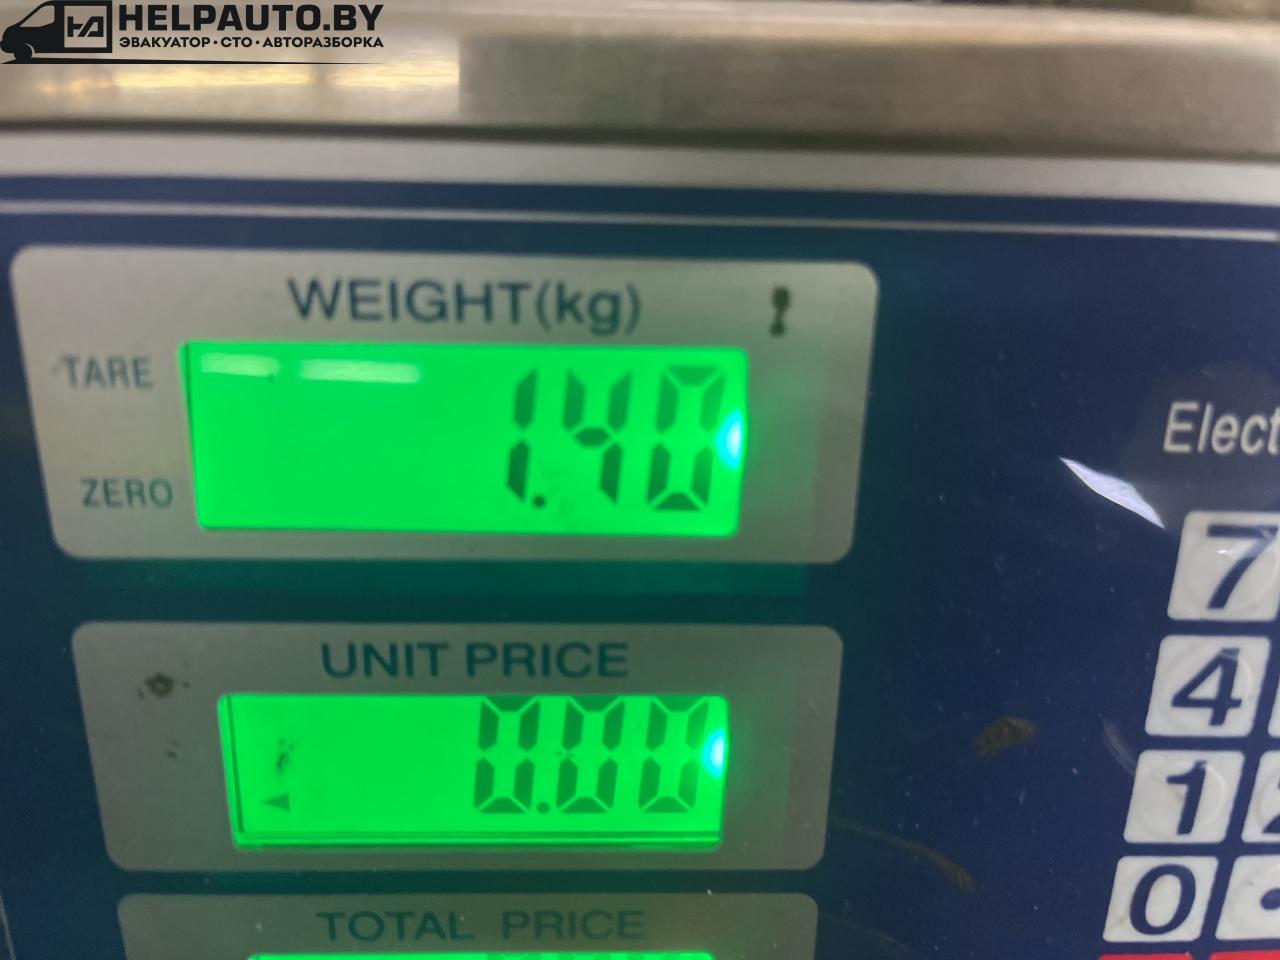 HELPAUTO.BY
ЭВАКУАТОР·СТО·АВТОРАЗБОРКА
WEIGHT(kg)
TARE
1.40
ZERO
Elect
7
UNIT PRICE
4
0.00
1
0
TOTAL PRICE